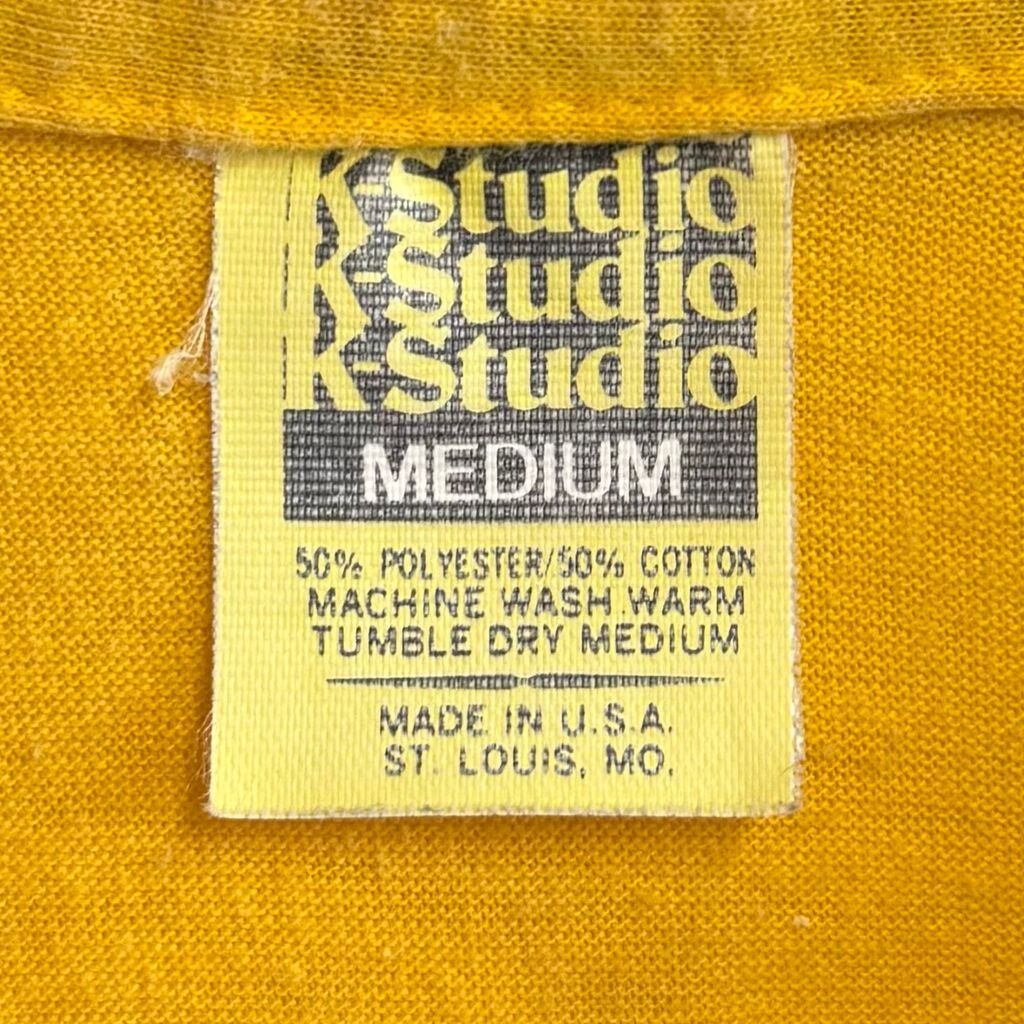 K-Studio
K-Studio
K-Studio
MEDIUM
50% POLYESTER/50% COTTON
MACHINE WASH WARM
TUMBLE DRY MEDIUM
MADE IN U.S.A.
ST. LOUIS, MO.